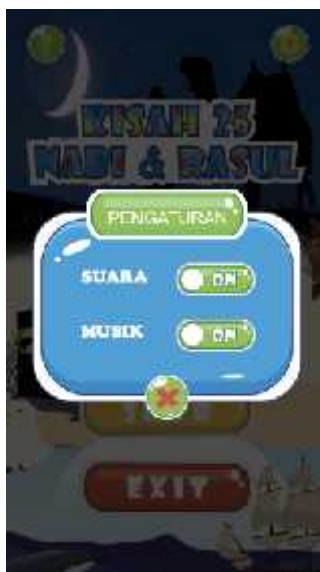 KISAH 25
NABI & RASUL
PENGATURAN
SUARA ON
MUSIK ON
EXIT